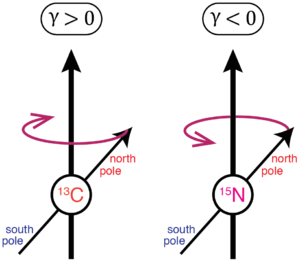 γ > 0
γ < 0
north
pole
north
pole
¹³C
¹⁵N
south
pole
south
pole